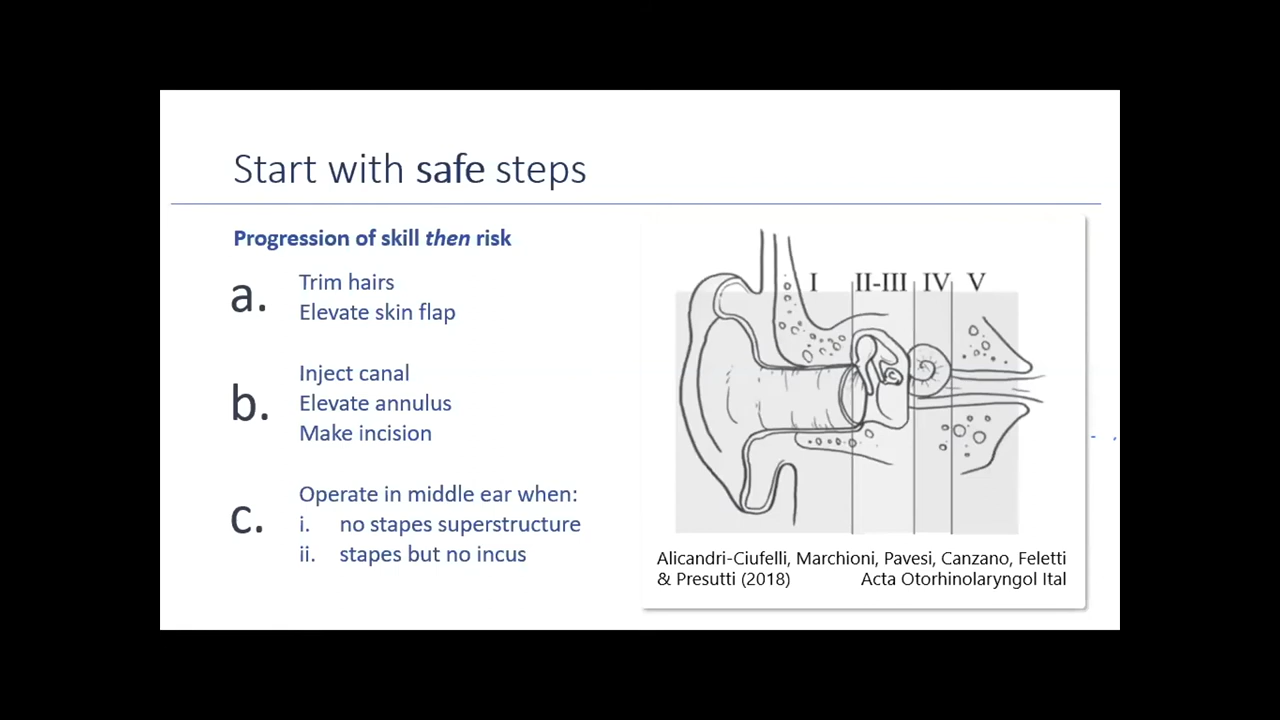 Start with safe steps
Progression of skill then risk
a.
Trim hairs
Elevate skin flap
b.
Inject canal
Elevate annulus
Make incision
c.
Operate in middle ear when:
i. no stapes superstructure
ii. stapes but no incus
I II-III IV V
Alicandri-Ciufelli, Marchioni, Pavesi, Canzano, Feletti
& Presutti (2018) Acta Otorhinolaryngol Ital